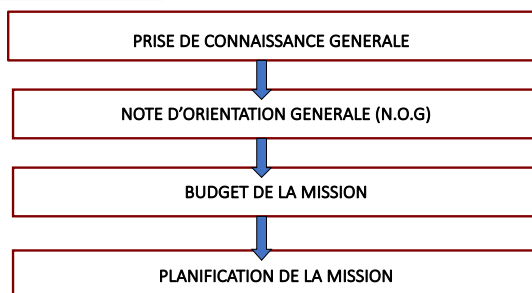 PRISE DE CONNAISSANCE GENERALE
NOTE D’ORIENTATION GENERALE (N.O.G)
BUDGET DE LA MISSION
PLANIFICATION DE LA MISSION